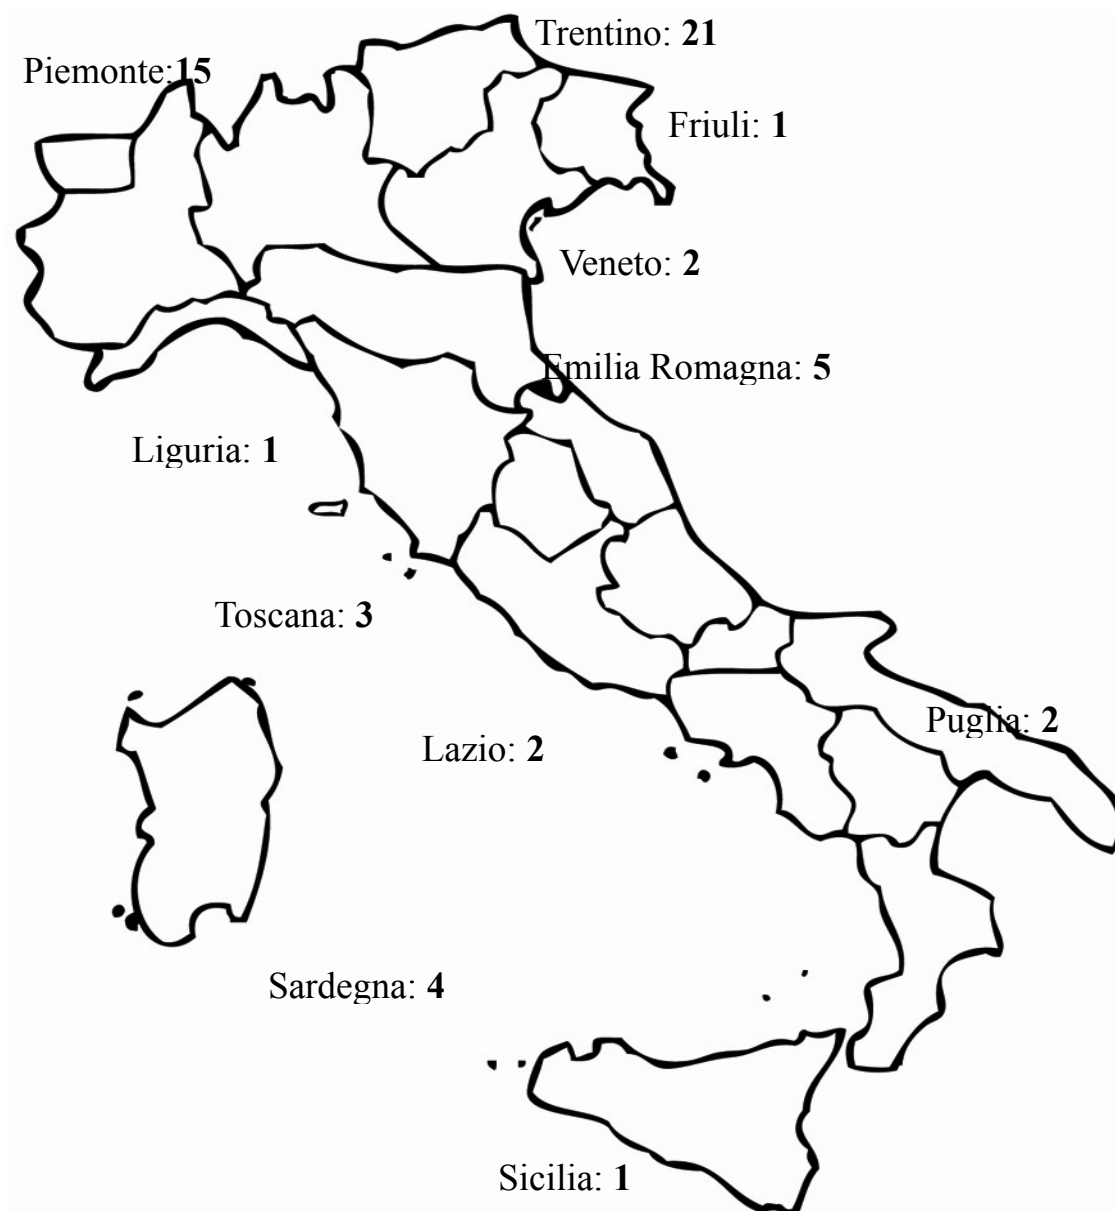 Trentino: 21
Piemonte:15
Friuli: 1
Veneto: 2
Emilia Romagna: 5
Liguria: 1
Toscana: 3
Puglia: 2
Lazio: 2
Sardegna: 4
Sicilia: 1